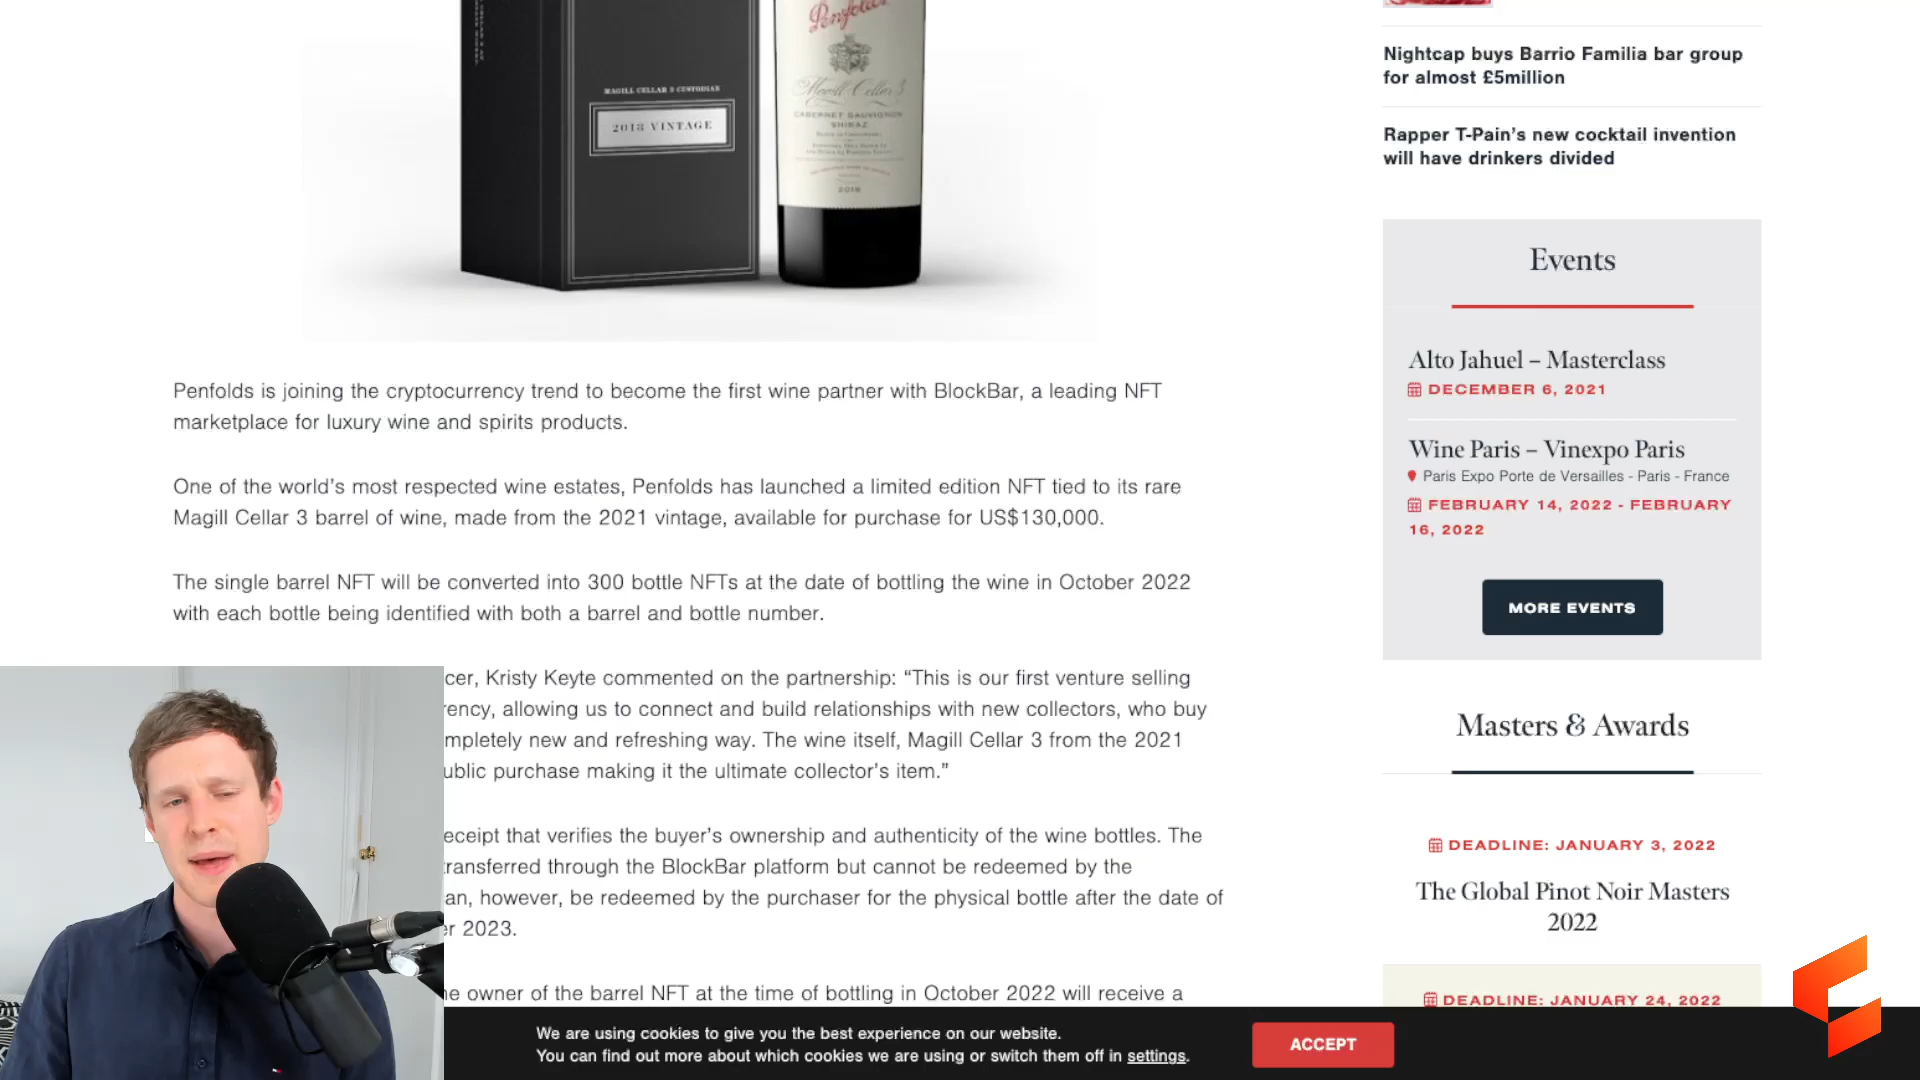 Penfolds
MAGILL CELLAR 3 CUSTODIAN
2018 VINTAGE
Magill Cellar 3
CABERNET SAUVIGNON
SHIRAZ
2018
Penfolds is joining the cryptocurrency trend to become the first wine partner with BlockBar, a leading NFT
marketplace for luxury wine and spirits products.
One of the world’s most respected wine estates, Penfolds has launched a limited edition NFT tied to its rare
Magill Cellar 3 barrel of wine, made from the 2021 vintage, available for purchase for US$130,000.
The single barrel NFT will be converted into 300 bottle NFTs at the date of bottling the wine in October 2022
with each bottle being identified with both a barrel and bottle number.
cer, Kristy Keyte commented on the partnership: “This is our first venture selling
rency, allowing us to connect and build relationships with new collectors, who buy
mpletely new and refreshing way. The wine itself, Magill Cellar 3 from the 2021
ublic purchase making it the ultimate collector’s item.”
eceipt that verifies the buyer’s ownership and authenticity of the wine bottles. The
ransferred through the BlockBar platform but cannot be redeemed by the
an, however, be redeemed by the purchaser for the physical bottle after the date of
er 2023.
e owner of the barrel NFT at the time of bottling in October 2022 will receive a
Nightcap buys Barrio Familia bar group
for almost £5million
Rapper T-Pain’s new cocktail invention
will have drinkers divided
Events
Alto Jahuel – Masterclass
DECEMBER 6, 2021
Wine Paris – Vinexpo Paris
Paris Expo Porte de Versailles - Paris - France
FEBRUARY 14, 2022 - FEBRUARY
16, 2022
MORE EVENTS
Masters & Awards
DEADLINE: JANUARY 3, 2022
The Global Pinot Noir Masters
2022
DEADLINE: JANUARY 24, 2022
We are using cookies to give you the best experience on our website.
You can find out more about which cookies we are using or switch them off in settings.
ACCEPT